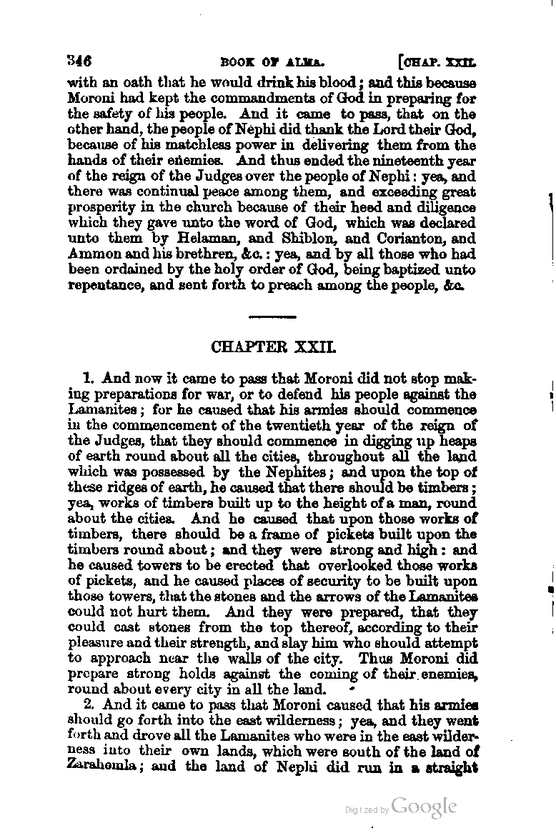 346 BOOK OF ALMA. [CHAP. XXII.
with an oath that he would drink his blood; and this because
Moroni had kept the commandments of God in preparing for
the safety of his people. And it came to pass, that on the
other hand, the people of Nephi did thank the Lord their God,
because of his matchless power in delivering them from the
hands of their enemies. And thus ended the nineteenth year
of the reign of the Judges over the people of Nephi: yea, and
there was continual peace among them, and exceeding great
prosperity in the church because of their heed and diligence
which they gave unto the word of God, which was declared
unto them by Helaman, and Shiblon, and Corianton, and
Ammon and his brethren, &c.: yea, and by all those who had
been ordained by the holy order of God, being baptized unto
repentance, and sent forth to preach among the people, &c.
CHAPTER XXII.
1. And now it came to pass that Moroni did not stop mak-
ing preparations for war, or to defend his people against the
Lamanites; for he caused that his armies should commence
in the commencement of the twentieth year of the reign of
the Judges, that they should commence in digging up heaps
of earth round about all the cities, throughout all the land
which was possessed by the Nephites; and upon the top of
these ridges of earth, he caused that there should be timbers;
yea, works of timbers built up to the height of a man, round
about the cities. And he caused that upon those works of
timbers, there should be a frame of pickets built upon the
timbers round about; and they were strong and high: and
he caused towers to be erected that overlooked those works
of pickets, and he caused places of security to be built upon
those towers, that the stones and the arrows of the Lamanites
could not hurt them. And they were prepared, that they
could cast stones from the top thereof, according to their
pleasure and their strength, and slay him who should attempt
to approach near the walls of the city. Thus Moroni did
prepare strong holds against the coming of their enemies,
round about every city in all the land.
2. And it came to pass that Moroni caused that his armies
should go forth into the east wilderness; yea, and they went
forth and drove all the Lamanites who were in the east wilder-
ness into their own lands, which were south of the land of
Zarahemla; and the land of Nephi did run in a straight
Digitized by Google